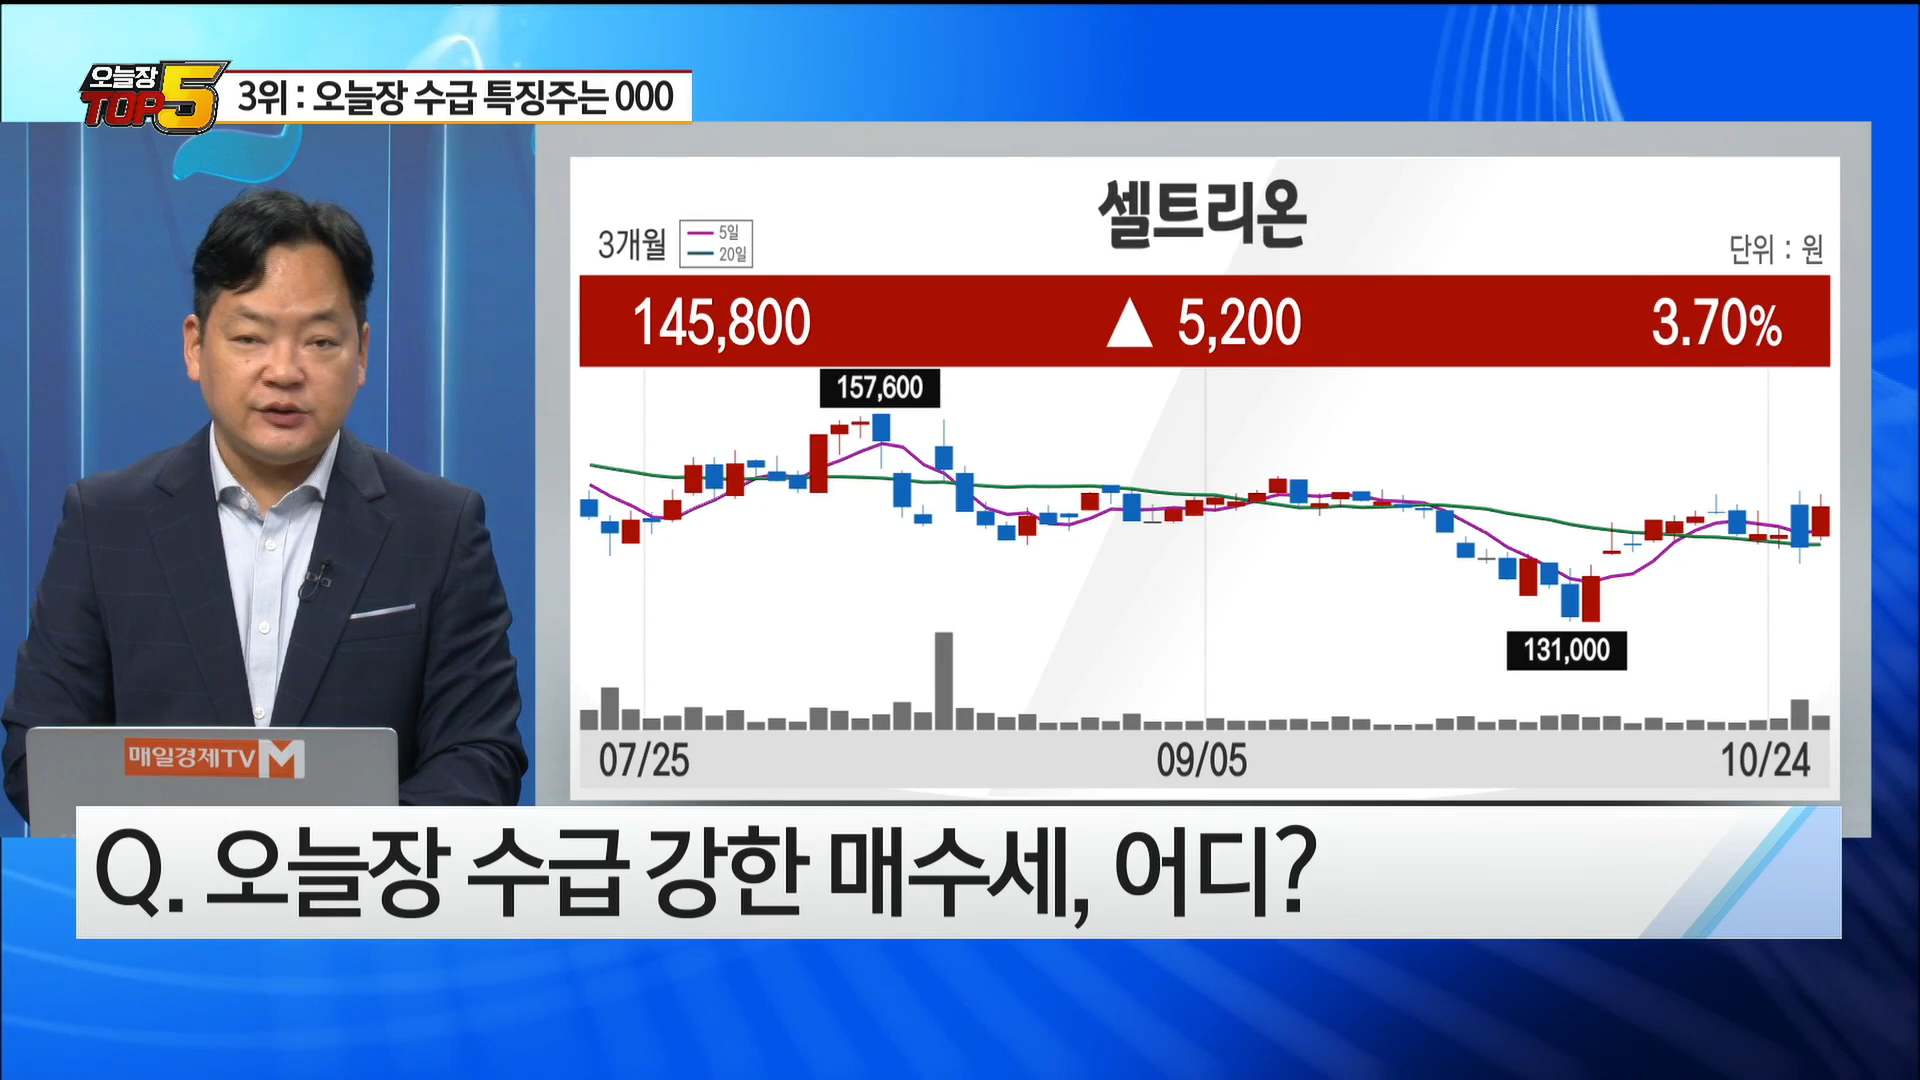 오늘장
TOP5
3위 : 오늘장 수급 특징주는 OOO
셀트리온
3개월
5일
20일
단위 : 원
145,800 ▲ 5,200 3.70%
157,600
131,000
07/25 09/05 10/24
매일경제TV M
Q. 오늘장 수급 강한 매수세, 어디?